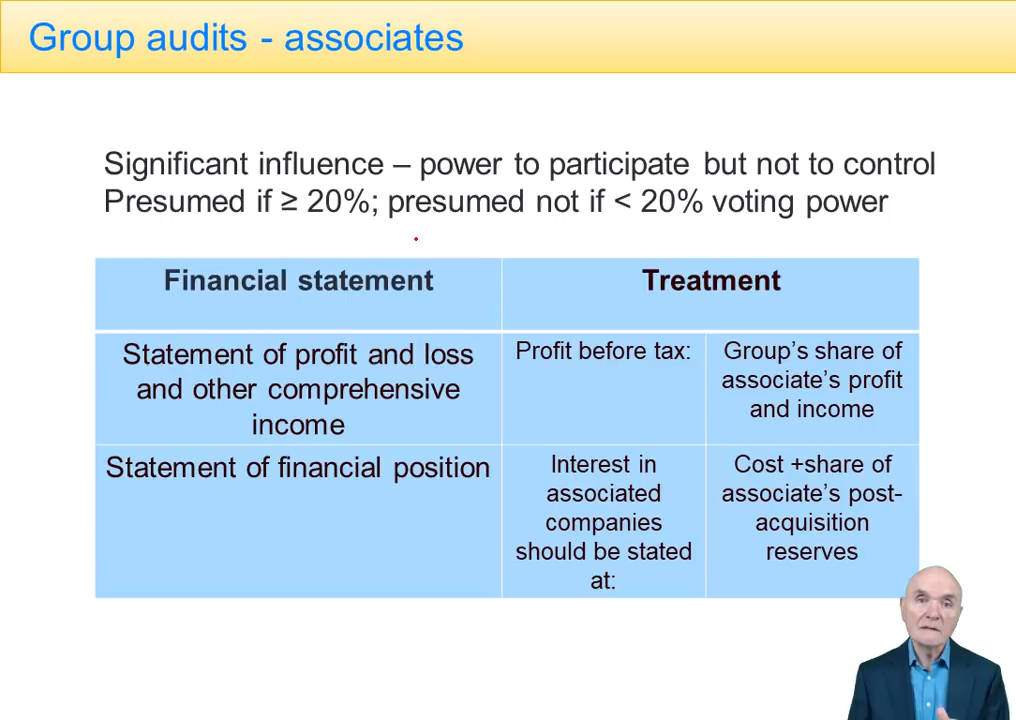 Group audits - associates
Significant influence – power to participate but not to control
Presumed if ≥ 20%; presumed not if < 20% voting power
Financial statement
Treatment
Statement of profit and loss
and other comprehensive
income
Profit before tax:
Group's share of
associate's profit
and income
Statement of financial position
Interest in
associated
companies
should be stated
at:
Cost +share of
associate's post-
acquisition
reserves